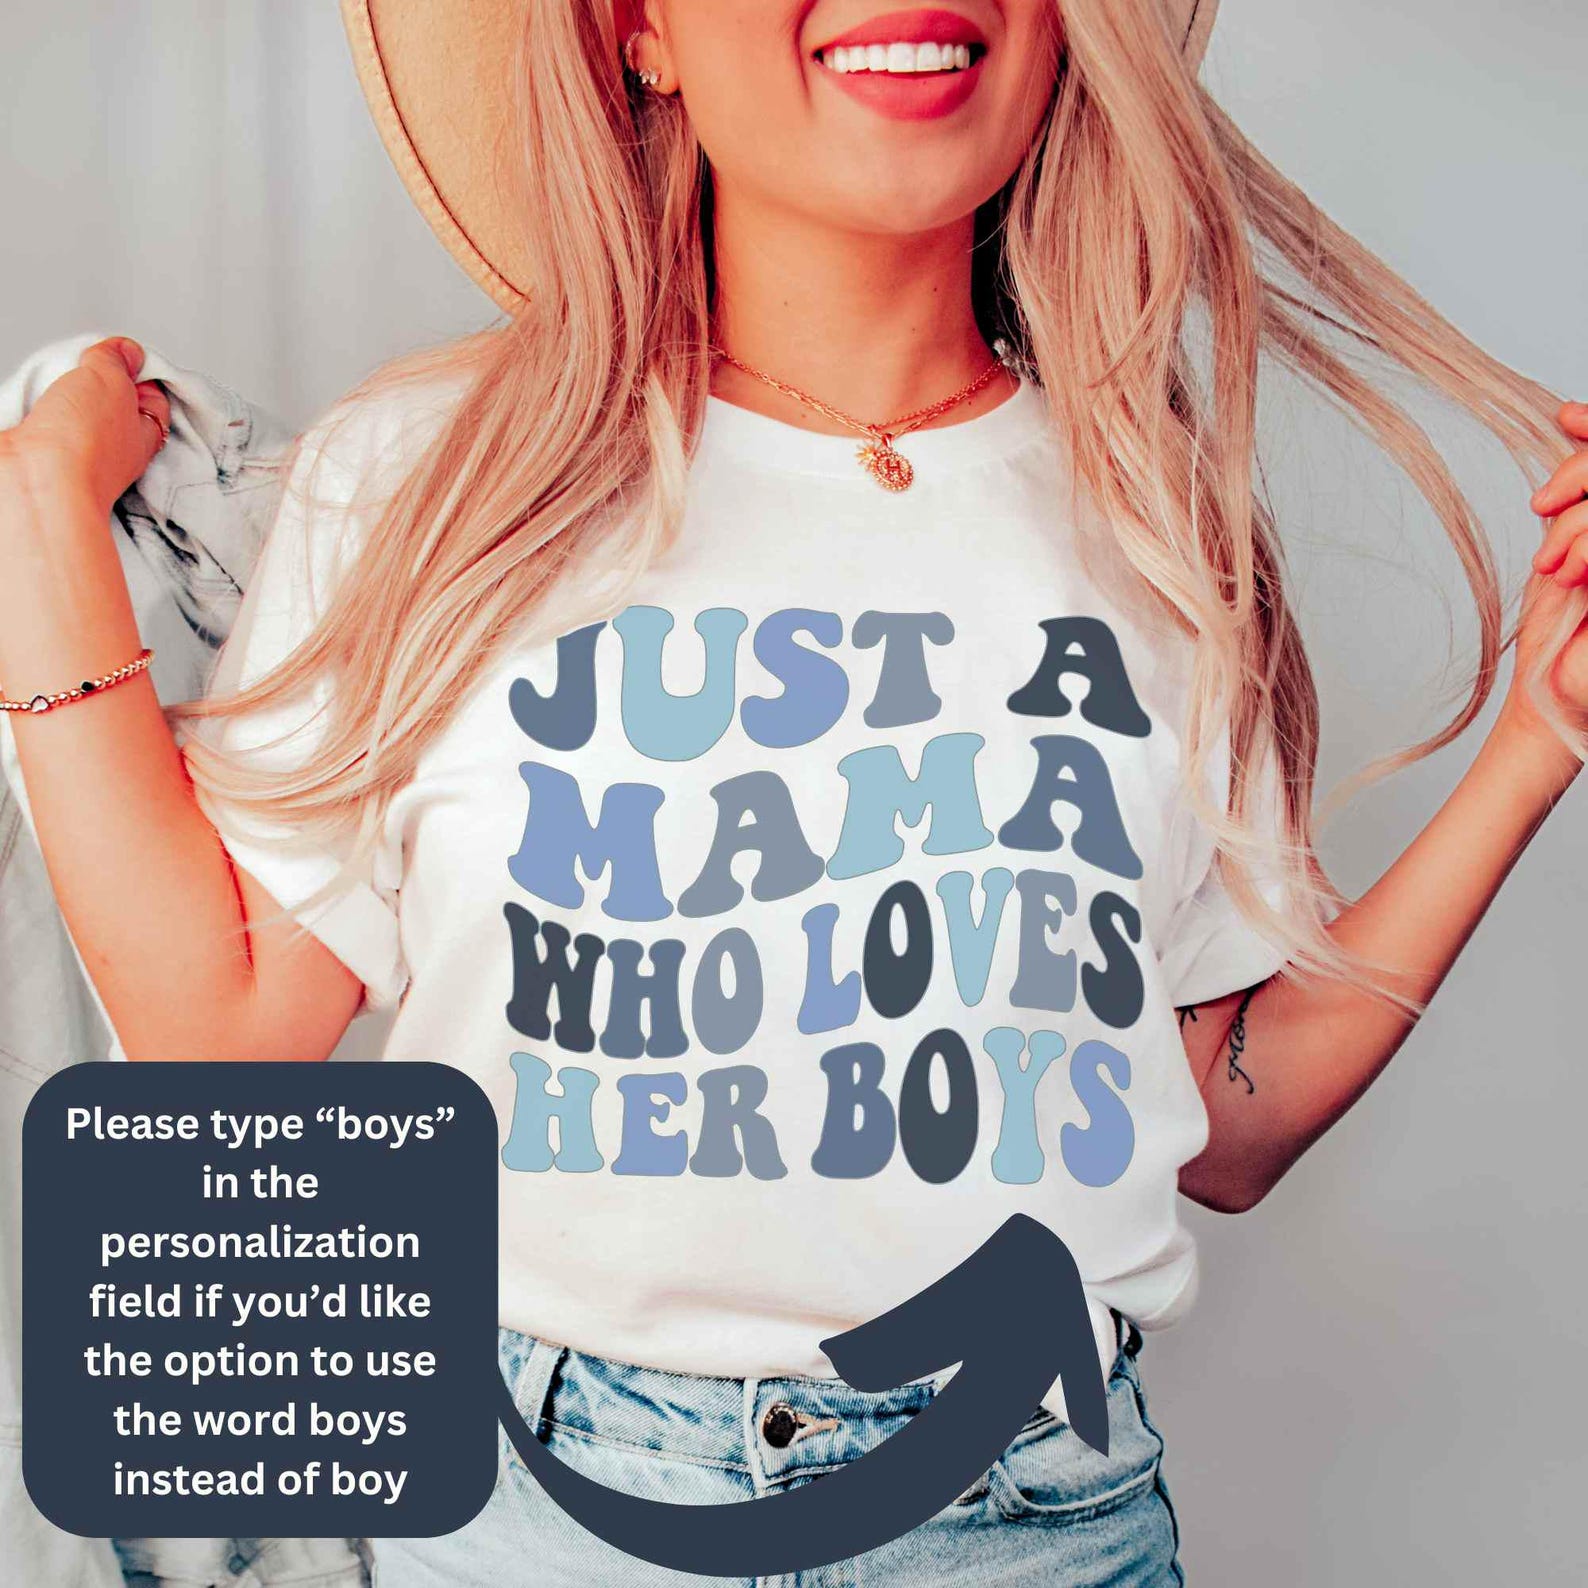 JUST A
MAMA
WHO LOVES
HER BOYS
Please type “boys”
in the
personalization
field if you’d like
the option to use
the word boys
instead of boy
H